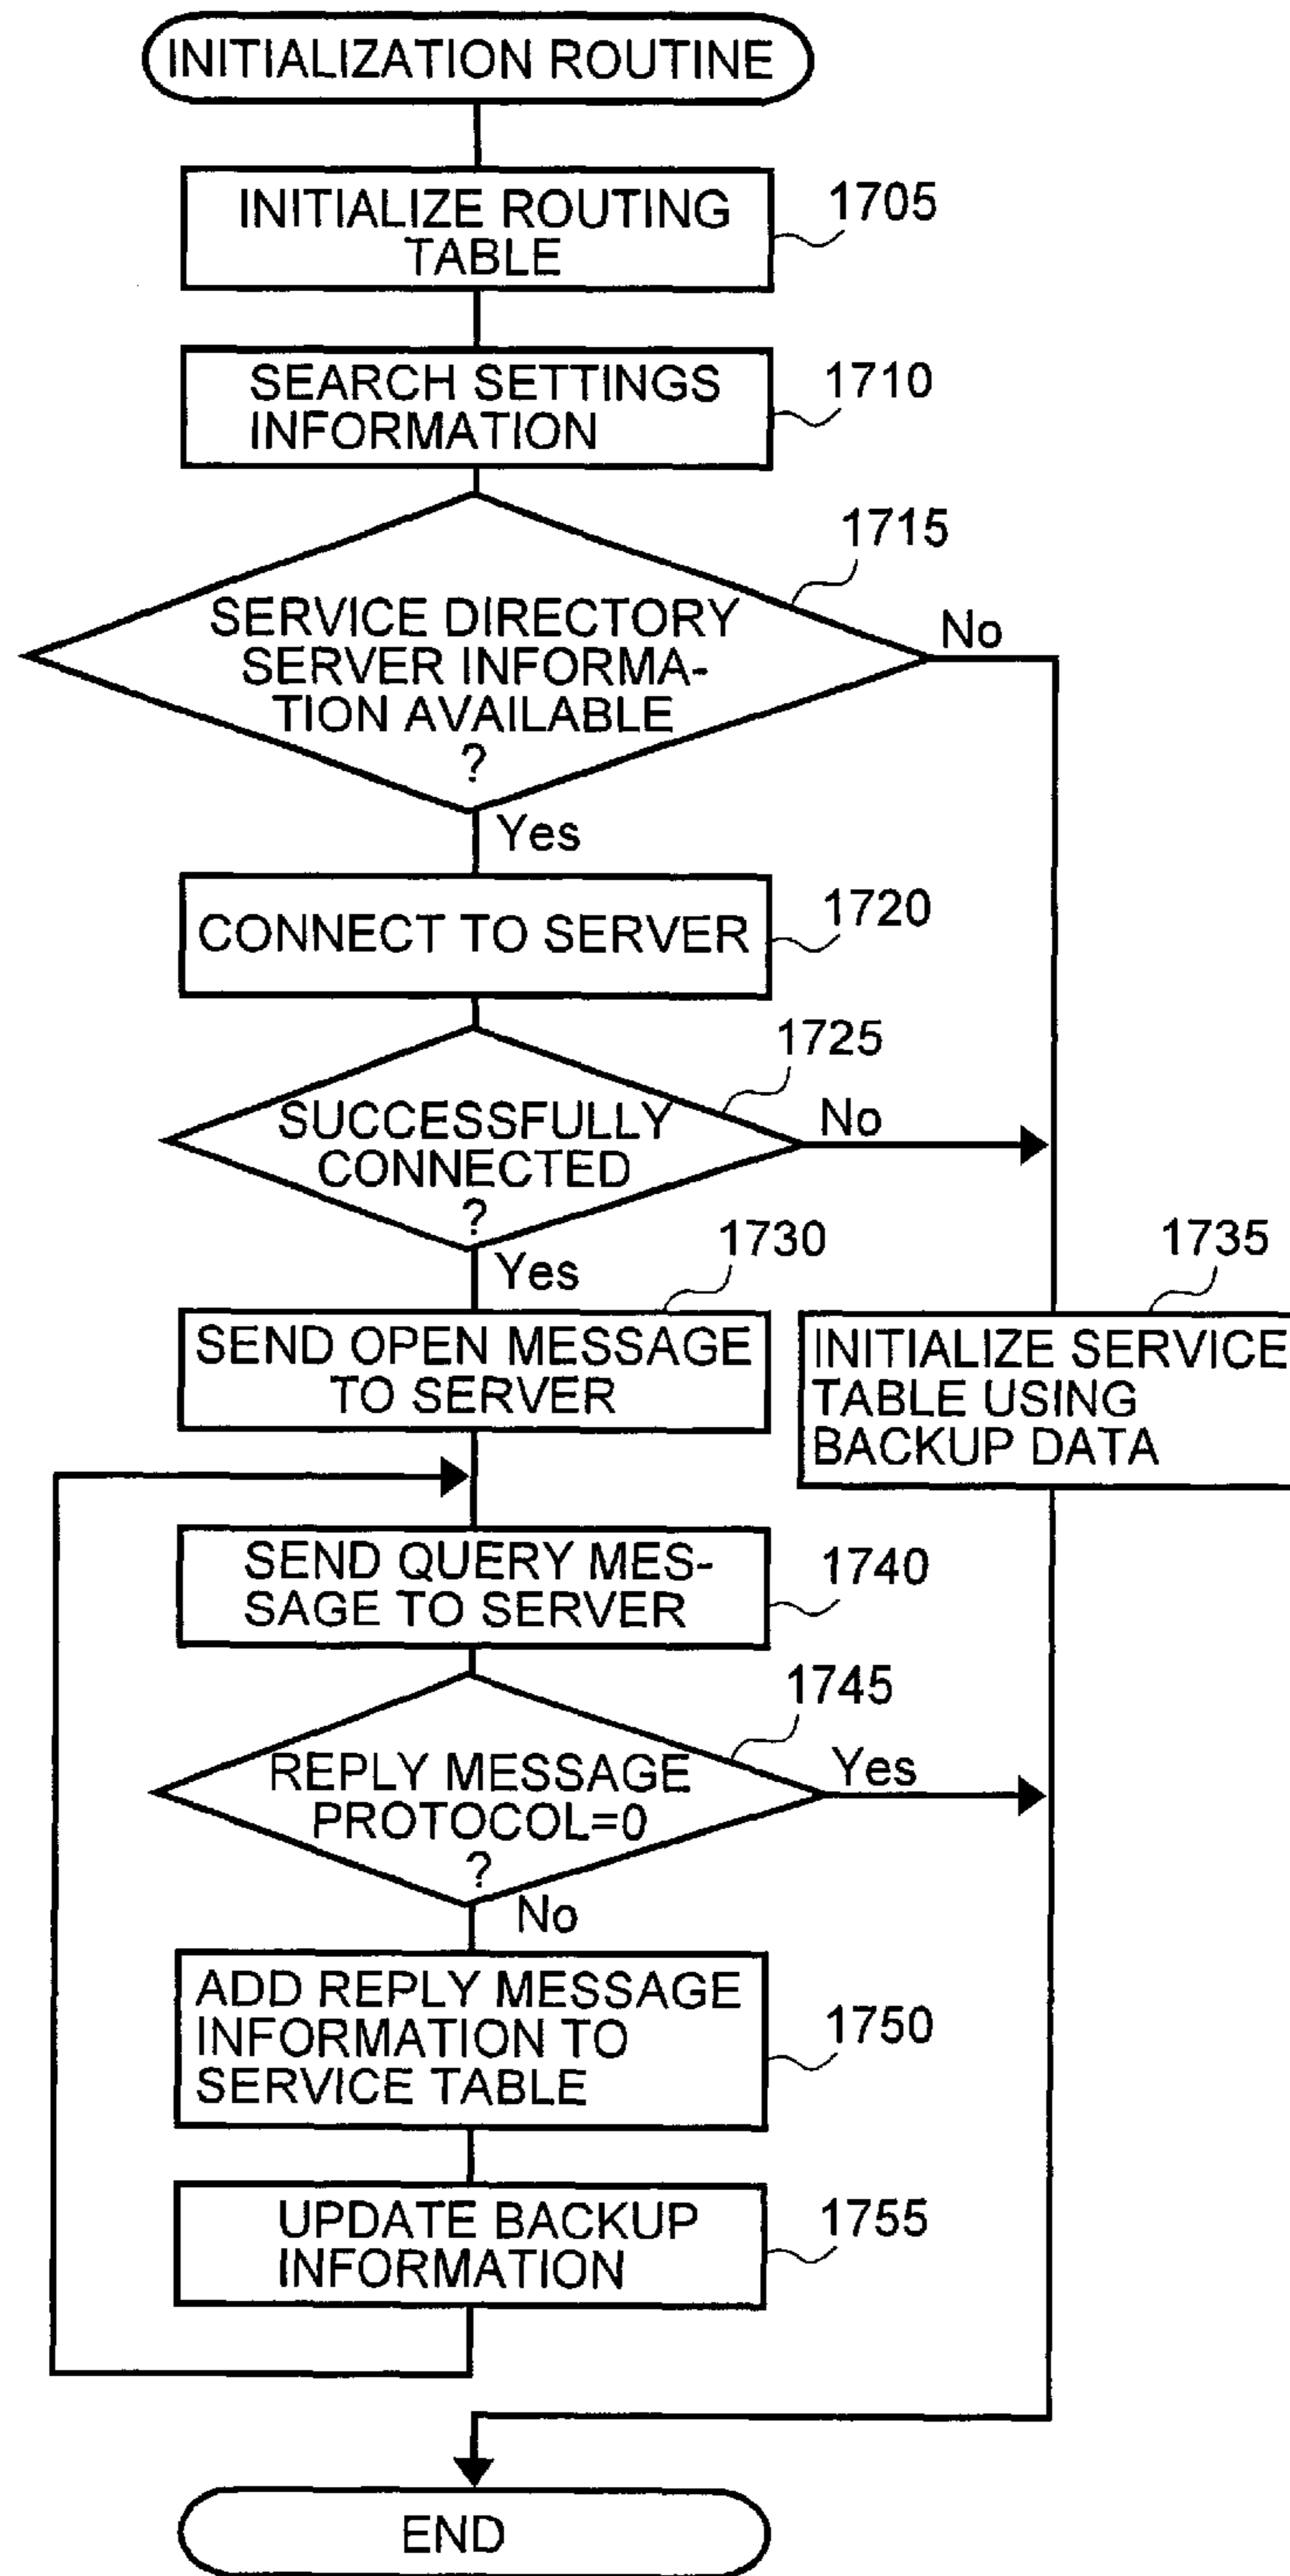 INITIALIZATION ROUTINE
INITIALIZE ROUTING
TABLE
1705
SEARCH SETTINGS
INFORMATION
1710
1715
SERVICE DIRECTORY
SERVER INFORMA-
TION AVAILABLE
?
No
Yes
CONNECT TO SERVER
1720
1725
SUCCESSFULLY
CONNECTED
?
No
Yes
1730
SEND OPEN MESSAGE
TO SERVER
1735
INITIALIZE SERVICE
TABLE USING
BACKUP DATA
SEND QUERY MES-
SAGE TO SERVER
1740
1745
REPLY MESSAGE
PROTOCOL=0
?
Yes
No
ADD REPLY MESSAGE
INFORMATION TO
SERVICE TABLE
1750
UPDATE BACKUP
INFORMATION
1755
END